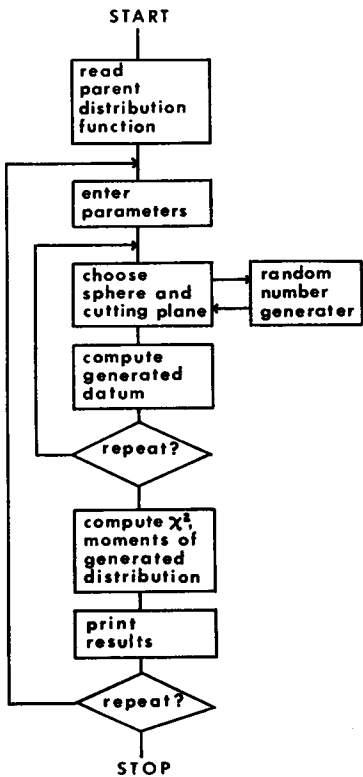 START
read
parent
distribution
function
enter
parameters
choose
sphere and
cutting plane
random
number
generater
compute
generated
datum
repeat?
compute χ²,
moments of
generated
distribution
print
results
repeat?
STOP